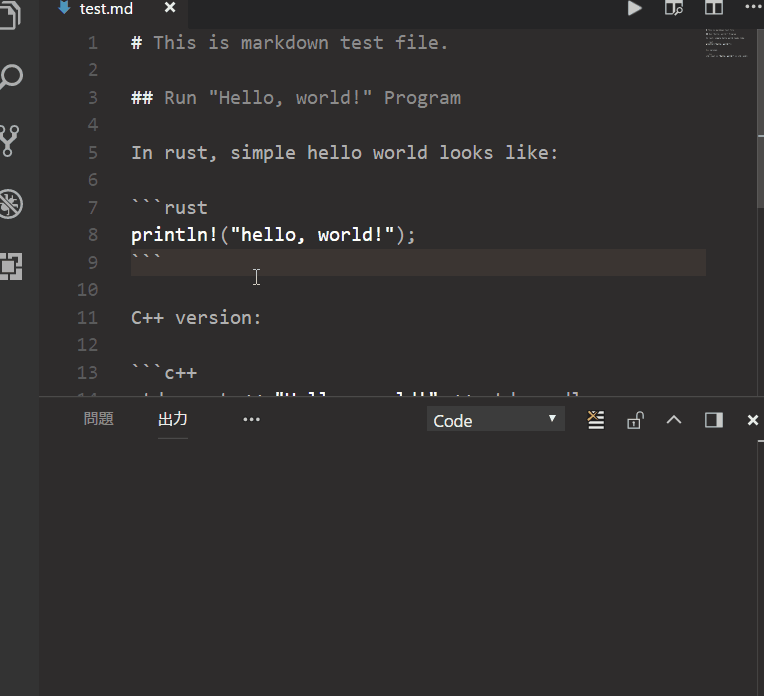 test.md
1 # This is markdown test file.
2
3 ## Run "Hello, world!" Program
4
5 In rust, simple hello world looks like:
6
7 ```rust
8 println!("hello, world!");
9 ```
10
11 C++ version:
12
13 ```c++
問題 出力 ••• Code